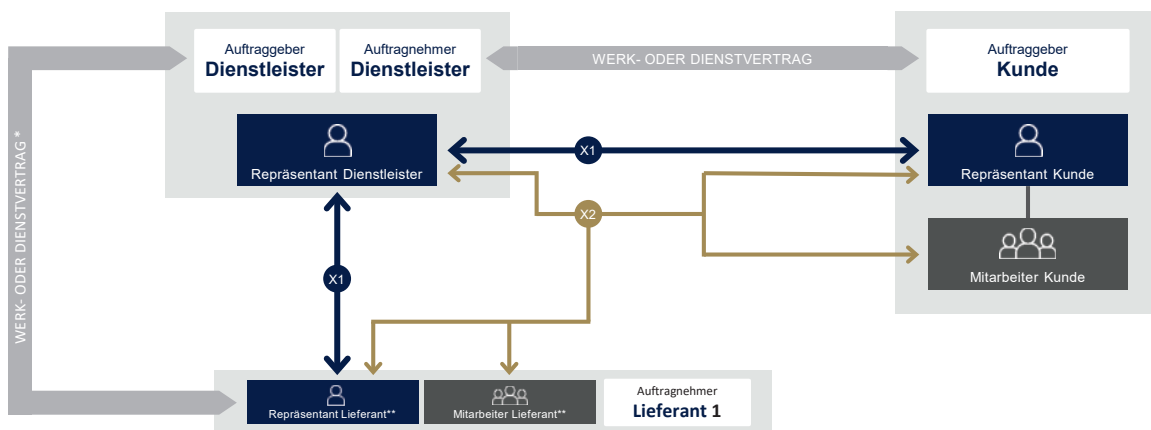 Auftraggeber
Dienstleister
Auftragnehmer
Dienstleister
WERK- ODER DIENSTVERTRAG
Auftraggeber
Kunde
Repräsentant Dienstleister
X1
Repräsentant Kunde
X2
Mitarbeiter Kunde
WERK- ODER DIENSTVERTRAG *
X1
Repräsentant Lieferant**
Mitarbeiter Lieferant**
Auftragnehmer
Lieferant 1